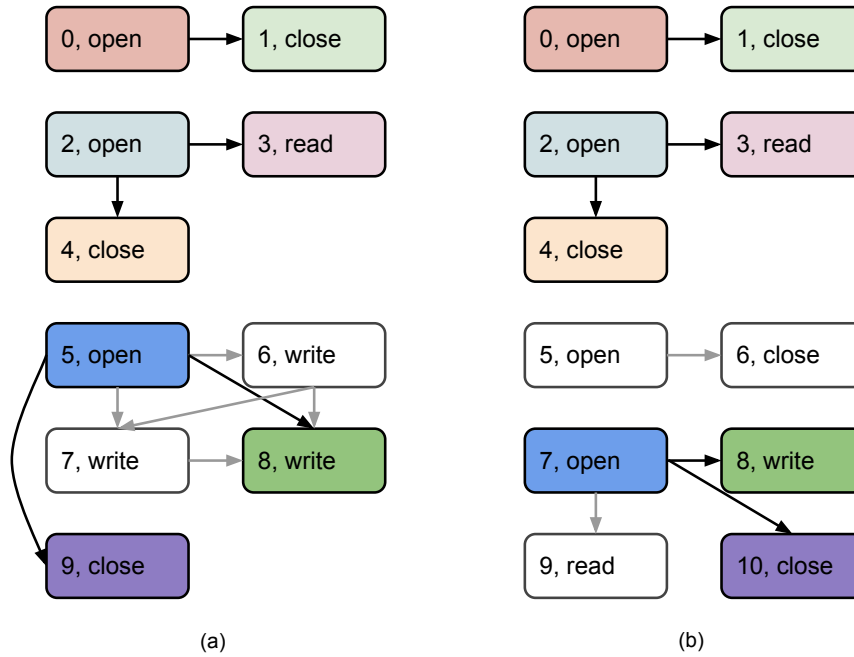 0, open
1, close
2, open
3, read
4, close
5, open
6, write
7, write
8, write
9, close
(a)
0, open
1, close
2, open
3, read
4, close
5, open
6, close
7, open
8, write
9, read
10, close
(b)